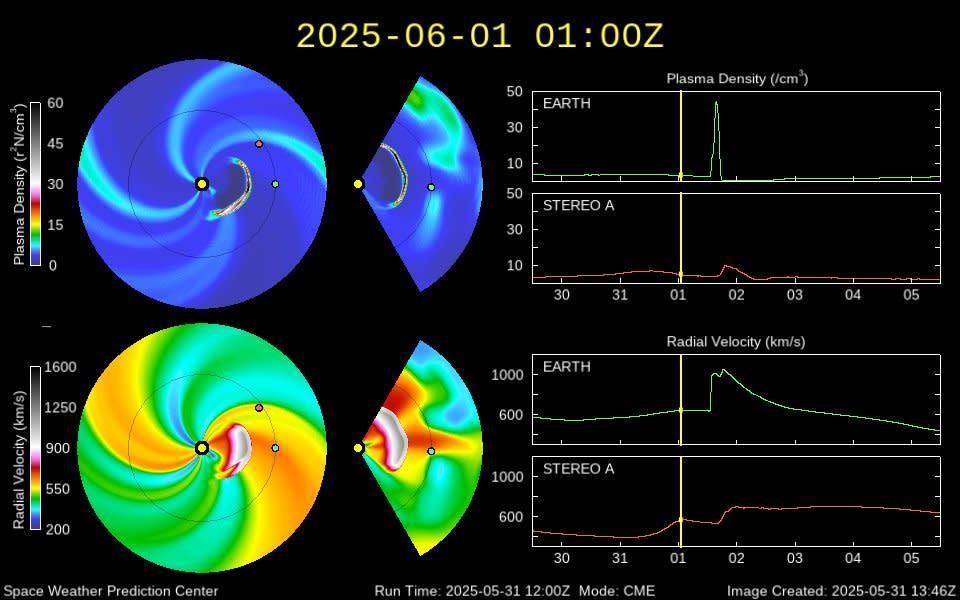 2025-06-01 01:00Z
Plasma Density (r²N/cm³)
60
45
30
15
0
Plasma Density (/cm³)
50
30
10
EARTH
50
30
10
STEREO A
30 31 01 02 03 04 05
Radial Velocity (km/s)
1600
1250
900
550
200
Radial Velocity (km/s)
1000
600
EARTH
1000
600
STEREO A
30 31 01 02 03 04 05
Space Weather Prediction Center
Run Time: 2025-05-31 12:00Z Mode: CME
Image Created: 2025-05-31 13:46Z